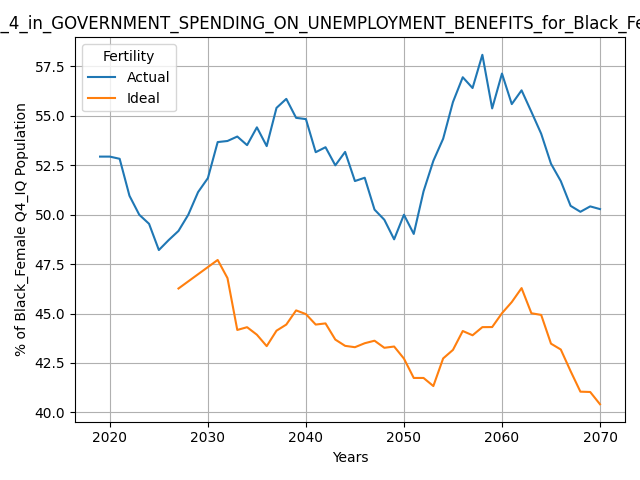 _4_in_GOVERNMENT_SPENDING_ON_UNEMPLOYMENT_BENEFITS_for_Black_Fe
Fertility
Actual
Ideal
% of Black_Female Q4_IQ Population
57.5
55.0
52.5
50.0
47.5
45.0
42.5
40.0
2020 2030 2040 2050 2060 2070
Years